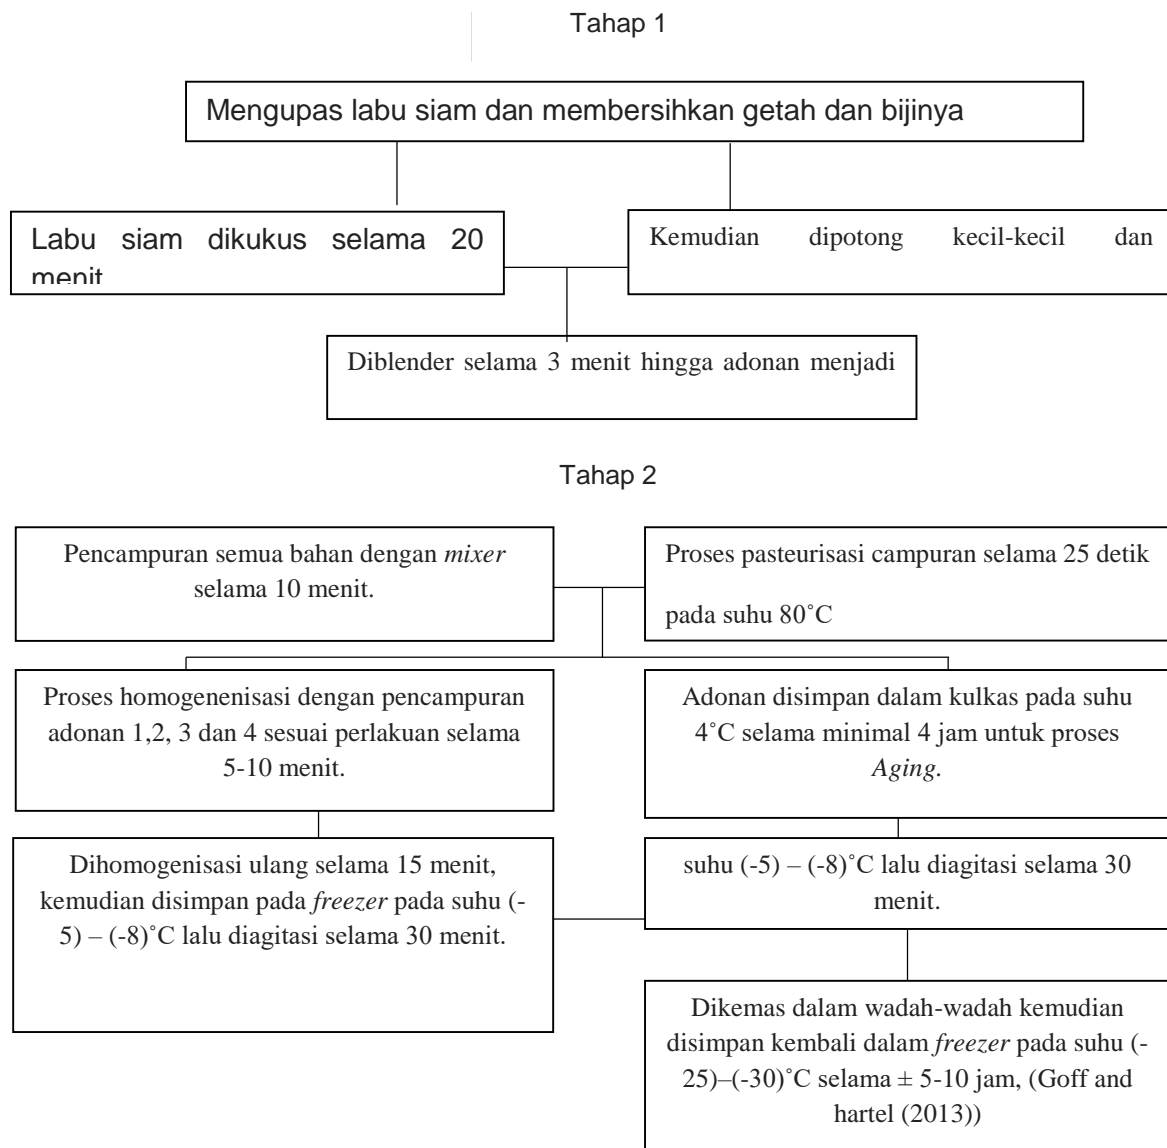 Tahap 1
Mengupas labu siam dan membersihkan getah dan bijinya
Labu siam dikukus selama 20
menit
Kemudian dipotong kecil-kecil dan
Diblender selama 3 menit hingga adonan menjadi
Tahap 2
Pencampuran semua bahan dengan mixer
selama 10 menit.
Proses pasteurisasi campuran selama 25 detik
pada suhu 80˚C
Proses homogenenisasi dengan pencampuran
adonan 1,2, 3 dan 4 sesuai perlakuan selama
5-10 menit.
Adonan disimpan dalam kulkas pada suhu
4˚C selama minimal 4 jam untuk proses
Aging.
Dihomogenisasi ulang selama 15 menit,
kemudian disimpan pada freezer pada suhu (-
5) – (-8)˚C lalu diagitasi selama 30 menit.
suhu (-5) – (-8)˚C lalu diagitasi selama 30
menit.
Dikemas dalam wadah-wadah kemudian
disimpan kembali dalam freezer pada suhu (-
25)–(-30)˚C selama ± 5-10 jam, (Goff and
hartel (2013))